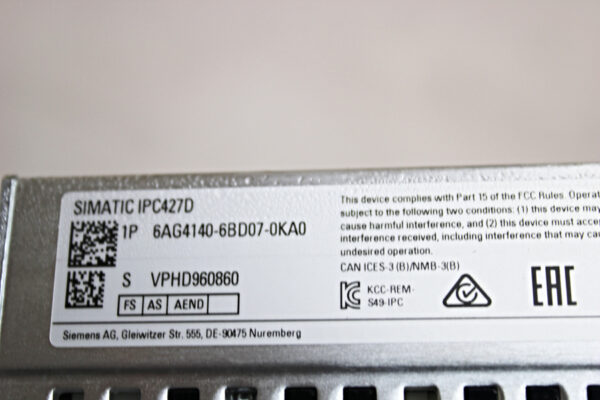 SIMATIC IPC427D
1P 6AG4140-6BD07-0KA0
S VPHD960860
FS AS AEND
This device complies with Part 15 of the FCC Rules. Operat
subject to the following two conditions: (1) this device may
cause harmful interference, and (2) this device must acce
interference received, including interference that may ca
undesired operation.
CAN ICES-3(B)/NMB-3(B)
KCC-REM-
S49-IPC
EAC
Siemens AG, Gleiwitzer Str. 555, DE-90475 Nuremberg